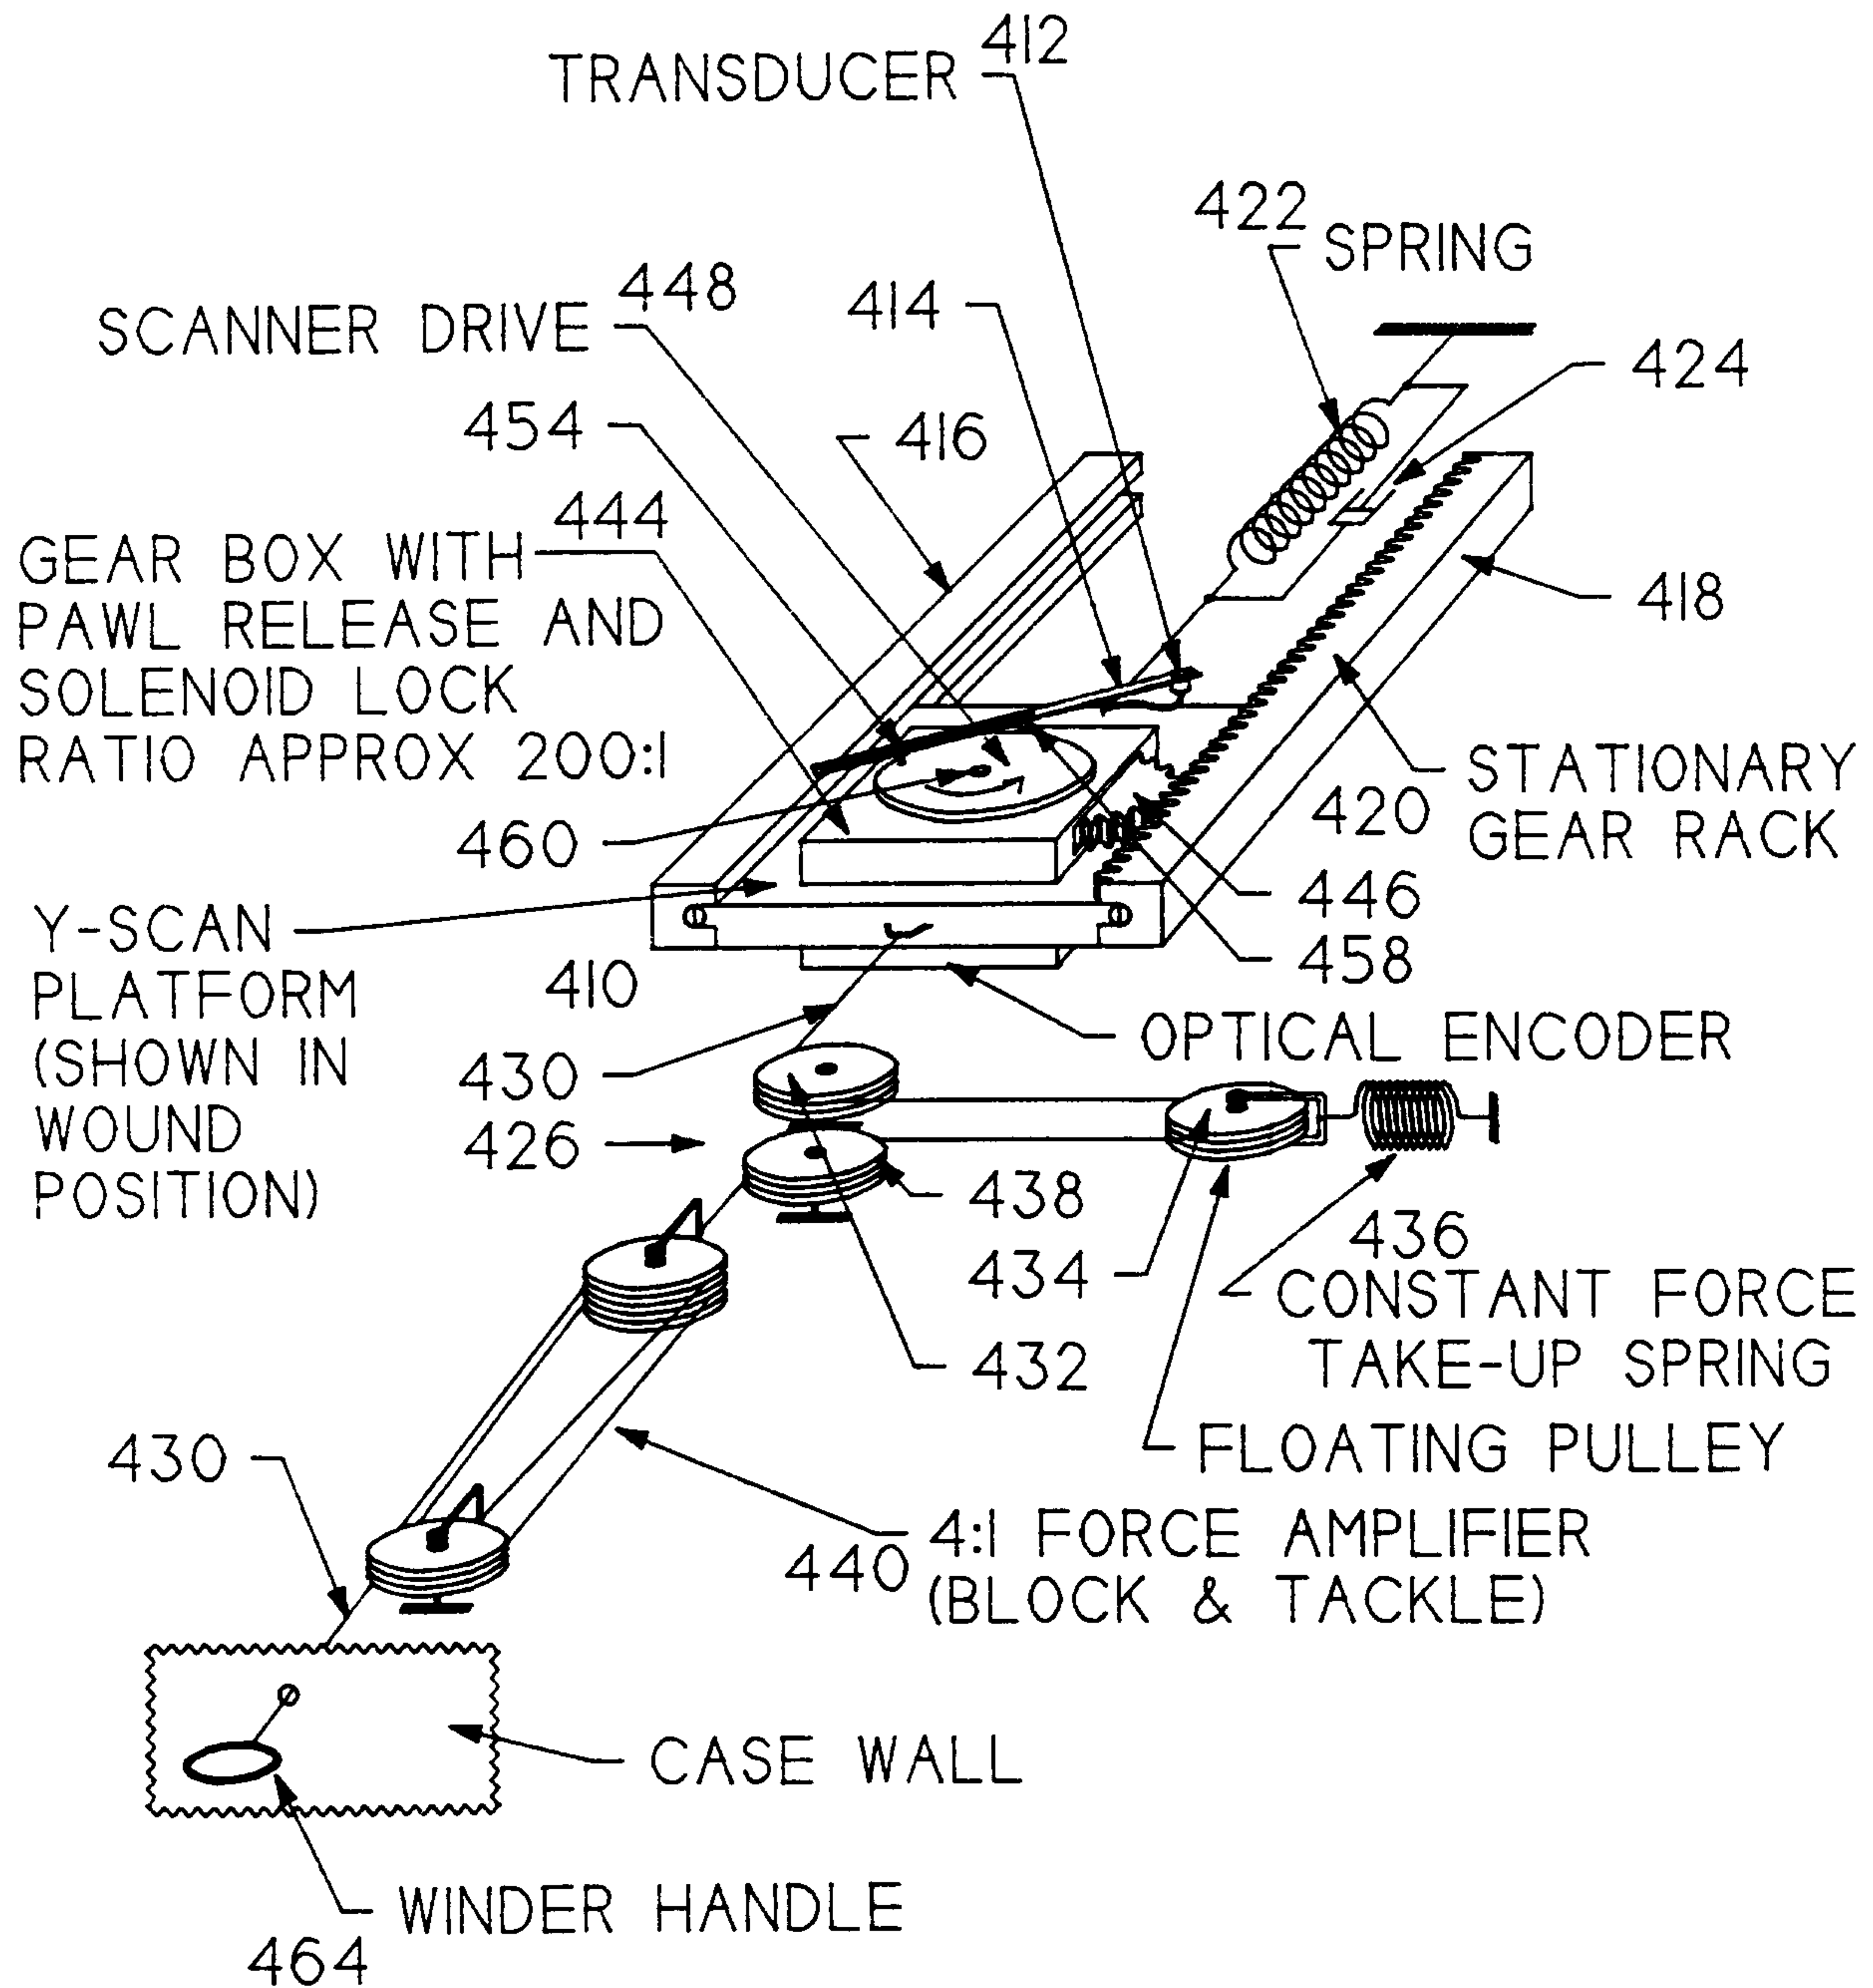 412
TRANSDUCER
422
SPRING
448
SCANNER DRIVE
414
424
454
416
444
GEAR BOX WITH
PAWL RELEASE AND
SOLENOID LOCK
RATIO APPROX 200:1
418
STATIONARY
GEAR RACK
420
460
446
458
Y-SCAN
PLATFORM
(SHOWN IN
WOUND
POSITION)
410
OPTICAL ENCODER
430
426
438
434
432
436
CONSTANT FORCE
TAKE-UP SPRING
FLOATING PULLEY
430
4:1 FORCE AMPLIFIER
(BLOCK & TACKLE)
440
CASE WALL
WINDER HANDLE
464